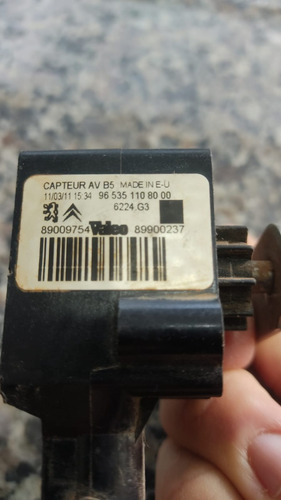 CAPTEUR AV B5 MADE IN E-U
11/03/11 15:34 96 535 110 80 00
6224.G3
89009754 Valeo 89900237